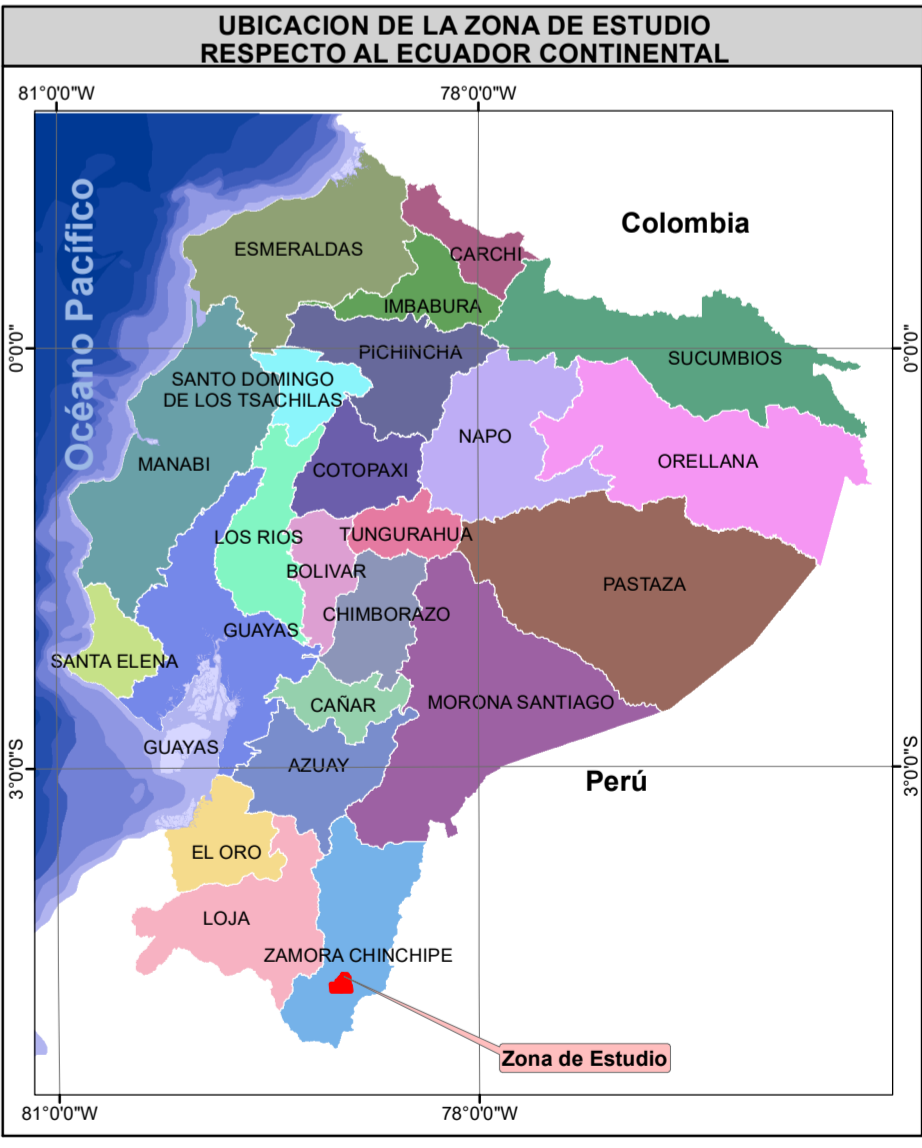 UBICACION DE LA ZONA DE ESTUDIO
RESPECTO AL ECUADOR CONTINENTAL
81°0'0"W
78°0'0"W
Océano Pacífico
Colombia
ESMERALDAS
CARCHI
IMBABURA
0°0'0"
PICHINCHA
0°0'0"
SUCUMBIOS
SANTO DOMINGO
DE LOS TSACHILAS
NAPO
MANABI
COTOPAXI
ORELLANA
LOS RIOS
TUNGURAHUA
BOLIVAR
PASTAZA
CHIMBORAZO
GUAYAS
SANTA ELENA
CAÑAR
MORONA SANTIAGO
GUAYAS
AZUAY
3°0'0"S
Perú
3°0'0"S
EL ORO
LOJA
ZAMORA CHINCHIPE
Zona de Estudio
81°0'0"W
78°0'0"W